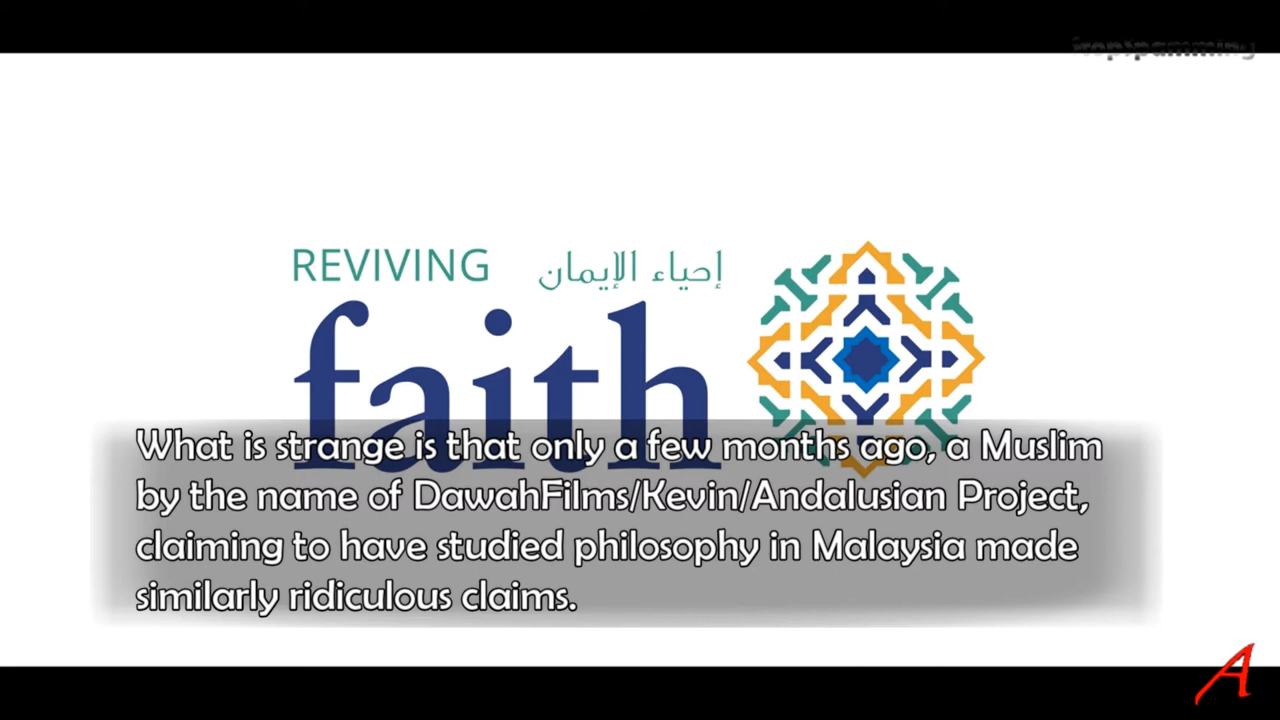 REVIVING إحياء الإيمان
faith
What is strange is that only a few months ago, a Muslim
by the name of DawahFilms/Kevin/Andalusian Project,
claiming to have studied philosophy in Malaysia made
similarly ridiculous claims.
A